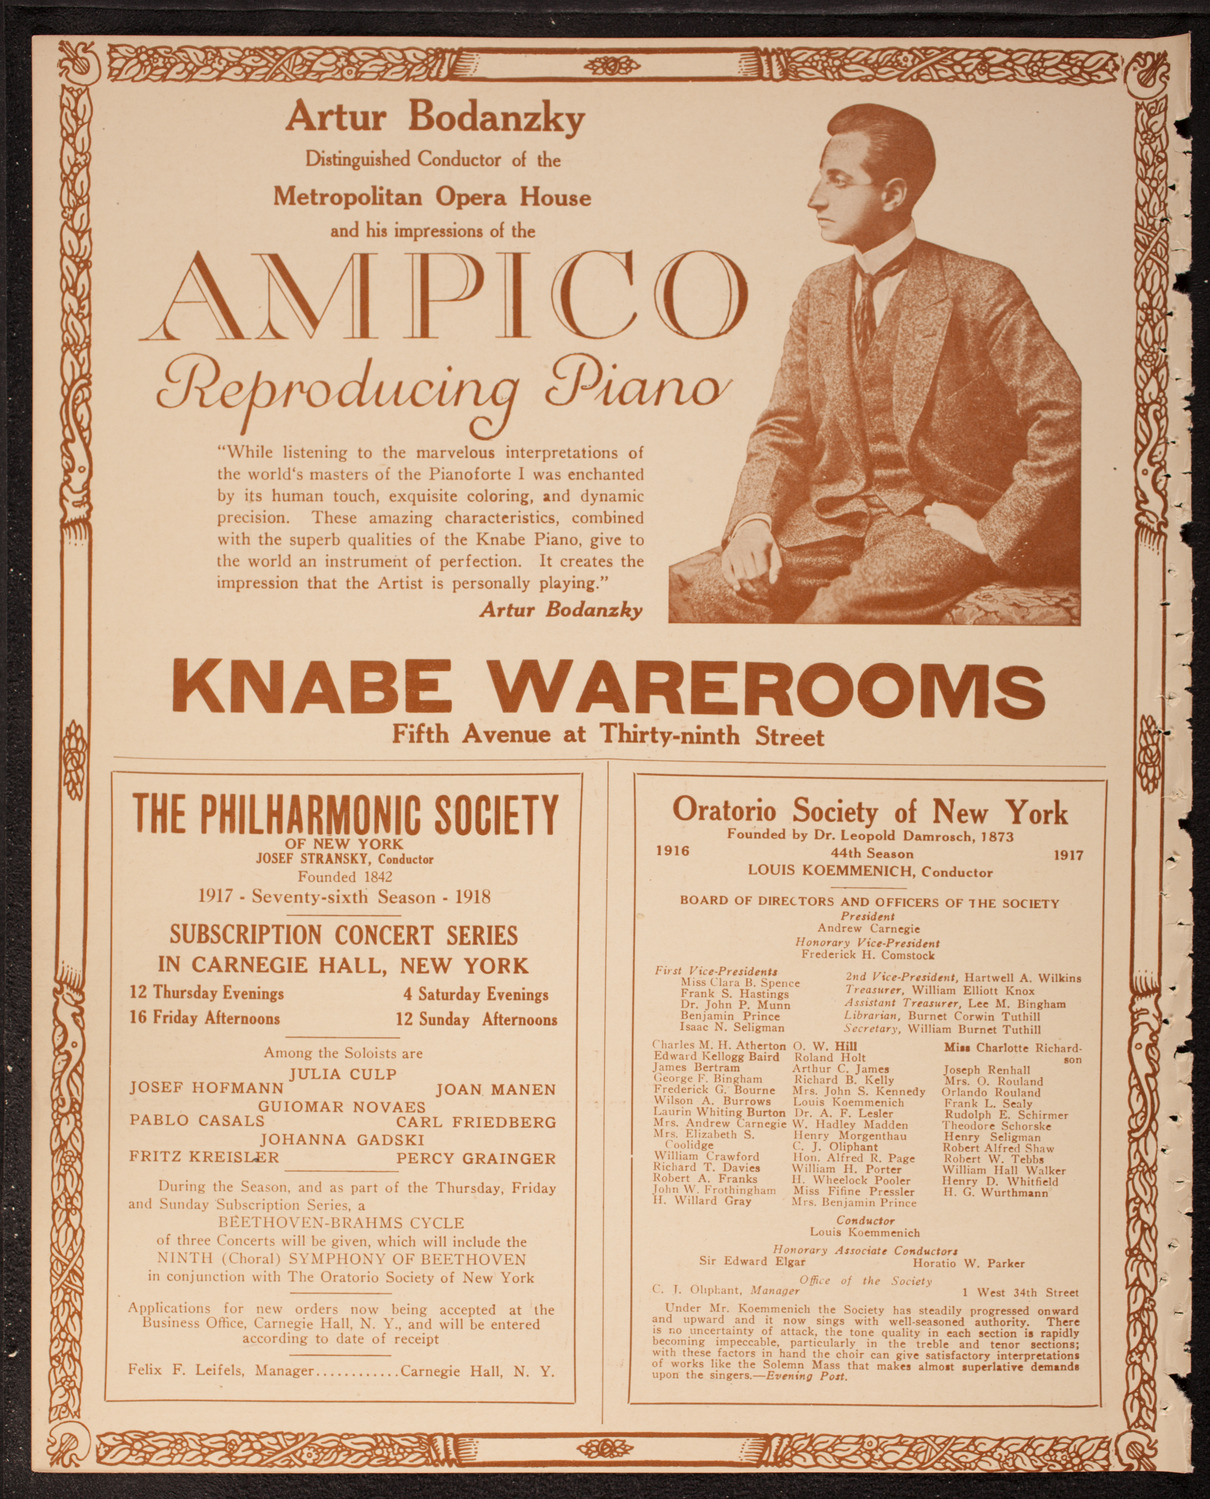 Artur Bodanzky
Distinguished Conductor of the
Metropolitan Opera House
and his impressions of the
AMPICO
Reproducing Piano
“While listening to the marvelous interpretations of
the world‘s masters of the Pianoforte I was enchanted
by its human touch, exquisite coloring, and dynamic
precision. These amazing characteristics, combined
with the superb qualities of the Knabe Piano, give to
the world an instrument of perfection. It creates the
impression that the Artist is personally playing.”
Artur Bodanzky
KNABE WAREROOMS
Fifth Avenue at Thirty-ninth Street
THE PHILHARMONIC SOCIETY
OF NEW YORK
JOSEF STRANSKY, Conductor
Founded 1842
1917 - Seventy-sixth Season - 1918
SUBSCRIPTION CONCERT SERIES
IN CARNEGIE HALL, NEW YORK
12 Thursday Evenings 4 Saturday Evenings
16 Friday Afternoons 12 Sunday Afternoons
Among the Soloists are
JULIA CULP
JOSEF HOFMANN JOAN MANEN
GUIOMAR NOVAES
PABLO CASALS CARL FRIEDBERG
JOHANNA GADSKI
FRITZ KREISLER PERCY GRAINGER
During the Season, and as part of the Thursday, Friday
and Sunday Subscription Series, a
BEETHOVEN-BRAHMS CYCLE
of three Concerts will be given, which will include the
NINTH (Choral) SYMPHONY OF BEETHOVEN
in conjunction with The Oratorio Society of New York
Applications for new orders now being accepted at the
Business Office, Carnegie Hall, N. Y., and will be entered
according to date of receipt
Felix F. Leifels, Manager............Carnegie Hall, N. Y.
Oratorio Society of New York
Founded by Dr. Leopold Damrosch, 1873
1916 44th Season 1917
LOUIS KOEMMENICH, Conductor
BOARD OF DIRECTORS AND OFFICERS OF THE SOCIETY
President
Andrew Carnegie
Honorary Vice-President
Frederick H. Comstock
First Vice-Presidents
Miss Clara B. Spence
Frank S. Hastings
Dr. John P. Munn
Benjamin Prince
Isaac N. Seligman
2nd Vice-President, Hartwell A. Wilkins
Treasurer, William Elliott Knox
Assistant Treasurer, Lee M. Bingham
Librarian, Burnet Corwin Tuthill
Secretary, William Burnet Tuthill
Charles M. H. Atherton
Edward Kellogg Baird
James Bertram
George F. Bingham
Frederick G. Bourne
Wilson A. Burrows
Laurin Whiting Burton
Mrs. Andrew Carnegie
Mrs. Elizabeth S.
Coolidge
William Crawford
Richard T. Davies
Robert A. Franks
John W. Frothingham
H. Willard Gray
O. W. Hill
Roland Holt
Arthur C. James
Richard B. Kelly
Mrs. John S. Kennedy
Louis Koemmenich
Dr. A. F. Lesler
W. Hadley Madden
Henry Morgenthau
C. J. Oliphant
Hon. Alfred R. Page
William H. Porter
H. Wheelock Pooler
Miss Fifine Pressler
Mrs. Benjamin Prince
Miss Charlotte Richard-
son
Joseph Renhall
Mrs. O. Rouland
Orlando Rouland
Frank L. Sealy
Rudolph E. Schirmer
Theodore Schorske
Henry Seligman
Robert Alfred Shaw
Robert W. Tebbs
William Hall Walker
Henry D. Whitfield
H. G. Wurthmann
Conductor
Louis Koemmenich
Honorary Associate Conductors
Sir Edward Elgar Horatio W. Parker
Office of the Society
C. J. Oliphant, Manager 1 West 34th Street
Under Mr. Koemmenich the Society has steadily progressed onward
and upward and it now sings with well-seasoned authority. There
is no uncertainty of attack, the tone quality in each section is rapidly
becoming impeccable, particularly in the treble and tenor sections;
with these factors in hand the choir can give satisfactory interpretations
of works like the Solemn Mass that makes almost superlative demands
upon the singers.—Evening Post.